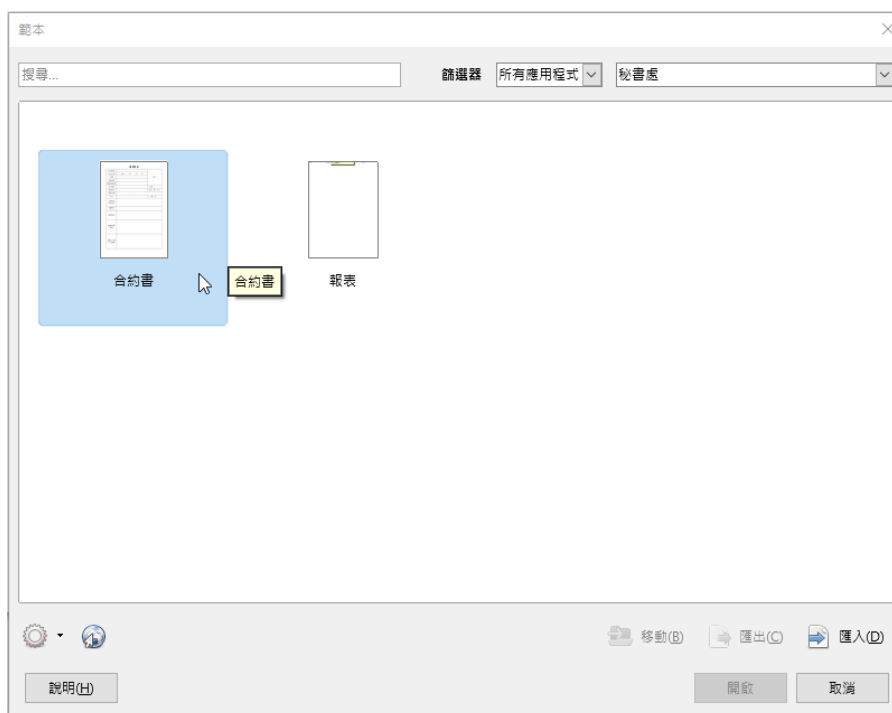 範本
搜尋... 篩選器 所有應用程式 秘書處
合約書 合約書 報表
移動(B) 匯出(C) 匯入(D)
說明(H) 開啟 取消